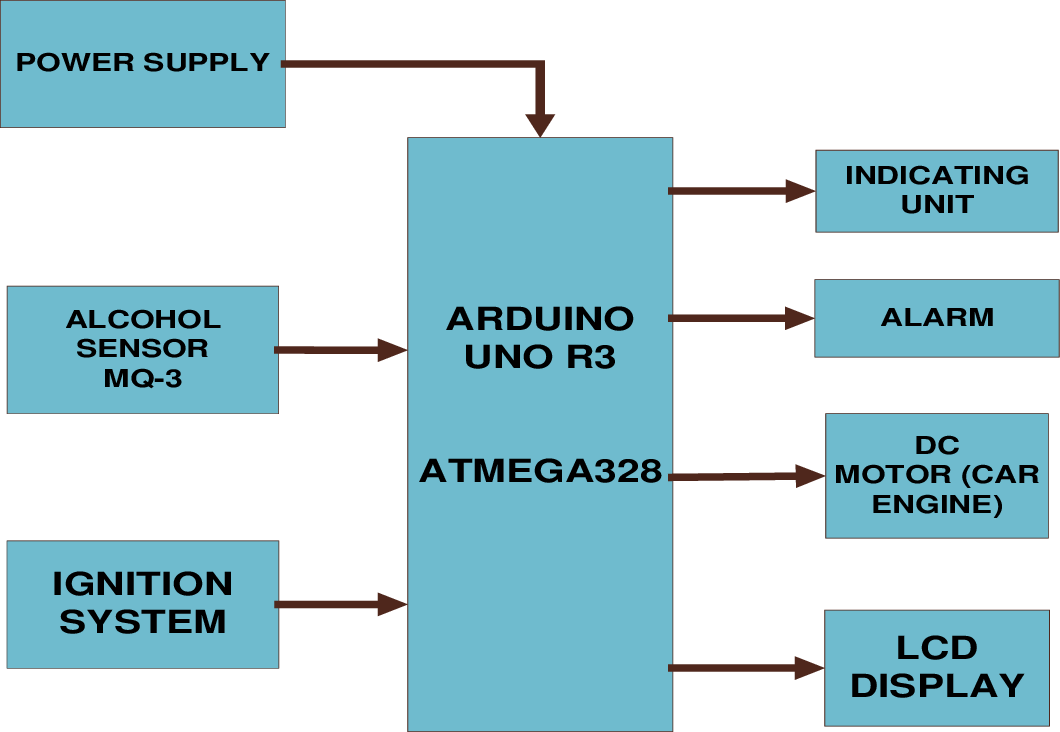 POWER SUPPLY
INDICATING
UNIT
ALCOHOL
SENSOR
MQ-3
ARDUINO
UNO R3
ATMEGA328
ALARM
DC
MOTOR (CAR
ENGINE)
IGNITION
SYSTEM
LCD
DISPLAY